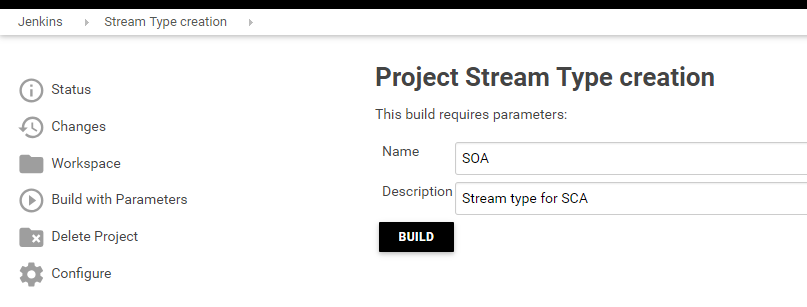 Jenkins Stream Type creation
Project Stream Type creation
This build requires parameters:
Status
Changes
Workspace
Build with Parameters
Delete Project
Configure
Name SOA
Description Stream type for SCA
BUILD